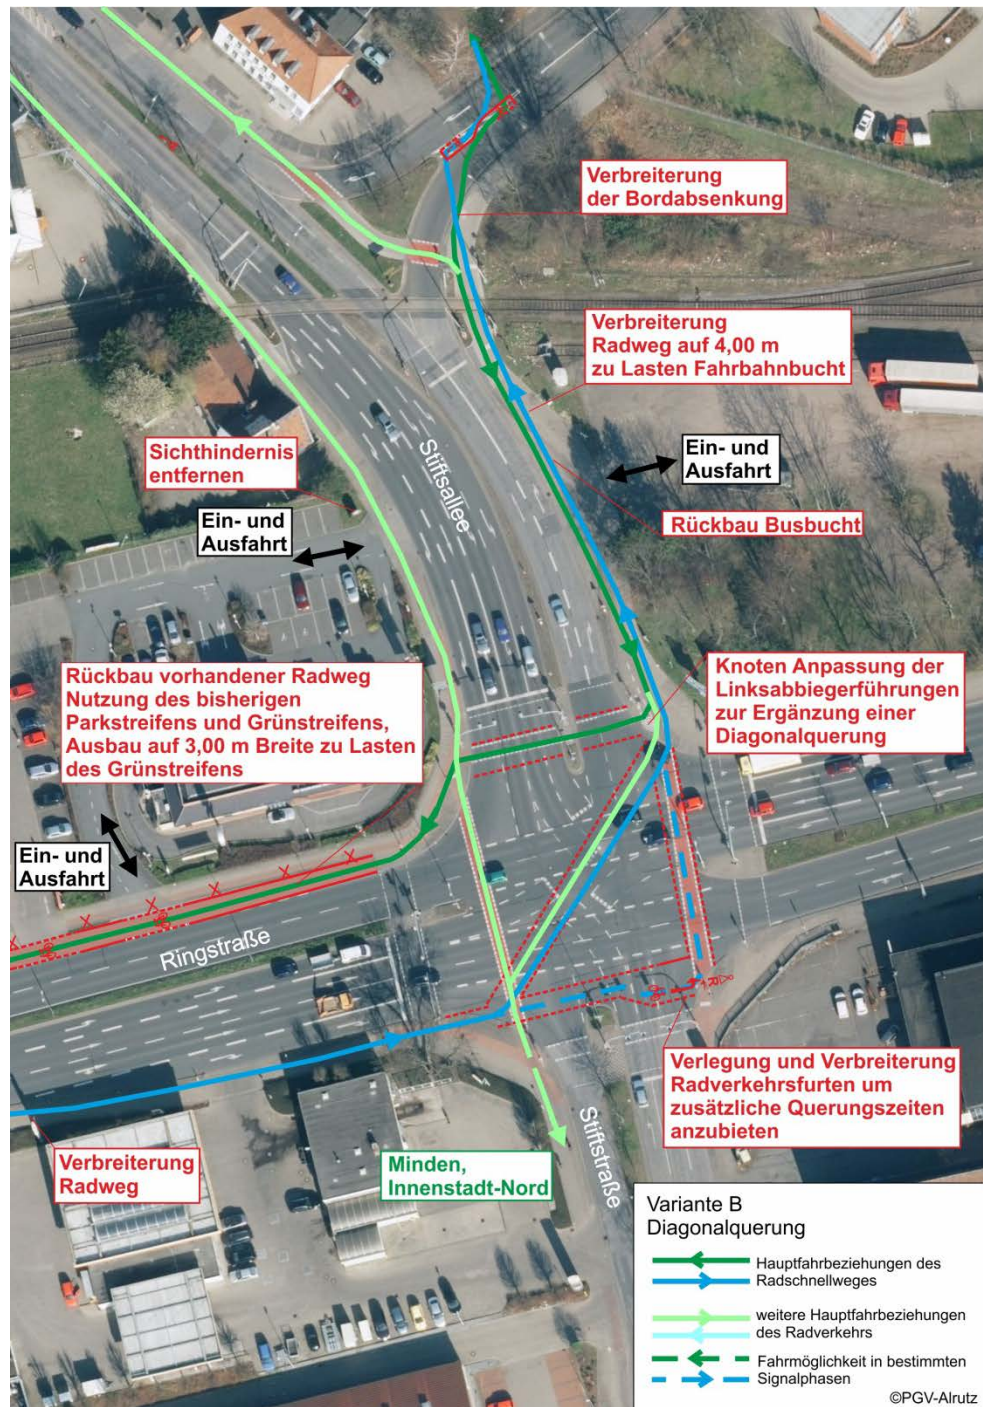 Verbreiterung
der Bordabsenkung
Verbreiterung
Radweg auf 4,00 m
zu Lasten Fahrbahnbucht
Sichthindernis
entfernen
Stiftsallee
Ein- und
Ausfahrt
Ein- und
Ausfahrt
Rückbau Busbucht
Rückbau vorhandener Radweg
Nutzung des bisherigen
Parkstreifens und Grünstreifens,
Ausbau auf 3,00 m Breite zu Lasten
des Grünstreifens
Knoten Anpassung der
Linksabbiegerführungen
zur Ergänzung einer
Diagonalquerung
Ein- und
Ausfahrt
Ringstraße
Verlegung und Verbreiterung
Radverkehrsfurten um
zusätzliche Querungszeiten
anzubieten
Verbreiterung
Radweg
Minden,
Innenstadt-Nord
Stiftstraße
Variante B
Diagonalquerung
Hauptfahrbeziehungen des
Radschnellweges
weitere Hauptfahrbeziehungen
des Radverkehrs
Fahrmöglichkeit in bestimmten
Signalphasen
©PGV-Alrutz